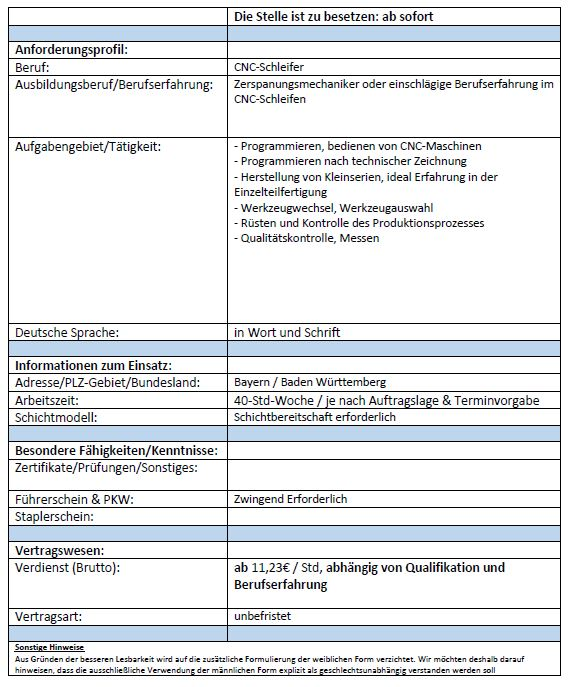 Die Stelle ist zu besetzen: ab sofort
Anforderungsprofil:
Beruf: CNC-Schleifer
Ausbildungsberuf/Berufserfahrung: Zerspanungsmechaniker oder einschlägige Berufserfahrung im
CNC-Schleifen
Aufgabengebiet/Tätigkeit: - Programmieren, bedienen von CNC-Maschinen
- Programmieren nach technischer Zeichnung
- Herstellung von Kleinserien, ideal Erfahrung in der
Einzelteilfertigung
- Werkzeugwechsel, Werkzeugauswahl
- Rüsten und Kontrolle des Produktionsprozesses
- Qualitätskontrolle, Messen
Deutsche Sprache: in Wort und Schrift
Informationen zum Einsatz:
Adresse/PLZ-Gebiet/Bundesland: Bayern / Baden Württemberg
Arbeitszeit: 40-Std-Woche / je nach Auftragslage & Terminvorgabe
Schichtmodell: Schichtbereitschaft erforderlich
Besondere Fähigkeiten/Kenntnisse:
Zertifikate/Prüfungen/Sonstiges:
Führerschein & PKW: Zwingend Erforderlich
Staplerschein:
Vertragswesen:
Verdienst (Brutto): ab 11,23€ / Std, abhängig von Qualifikation und
Berufserfahrung
Vertragsart: unbefristet
Sonstige Hinweise
Aus Gründen der besseren Lesbarkeit wird auf die zusätzliche Formulierung der weiblichen Form verzichtet. Wir möchten deshalb darauf
hinweisen, dass die ausschließliche Verwendung der männlichen Form explizit als geschlechtsunabhängig verstanden werden soll